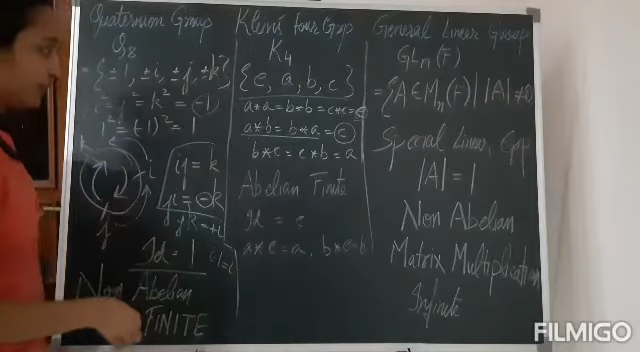 Quaternion Group
Q8
= {±1, ±i, ±j, ±k}
i² = j² = k² = -1
1² = (-1)² = 1
k
i
j
ij = k
ji = -k
jk = +i
Id = 1
Non Abelian
FINITE
Klein's four Grp
K4
{e, a, b, c}
a*a = b*b = c*c = e
a*b = b*a = c
b*c = c*b = a
Abelian Finite
Id = e
a*e = a, b*e = b
General Linear Group
GLn(F)
= {A ∈ Mn(F) | |A| ≠ 0}
Special Linear Grp
|A| = 1
Non Abelian
Matrix Multiplication
Infinite
FILMIGO